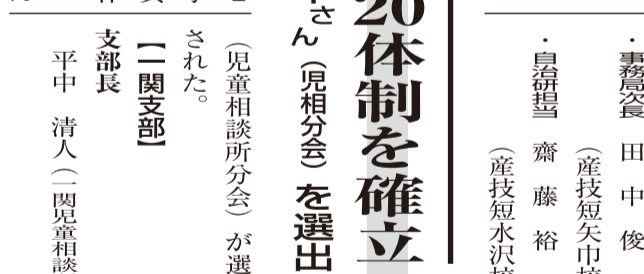 ・事務局次長　田　中　俊
（産技短矢巾校
・自治研担当　齋　藤　裕
（産技短水沢校
20体制を確立
さん（児相分会）を選出
（児童相談所分会）が選
された。
【一関支部】
支部長
平中　清人（一関児童相談